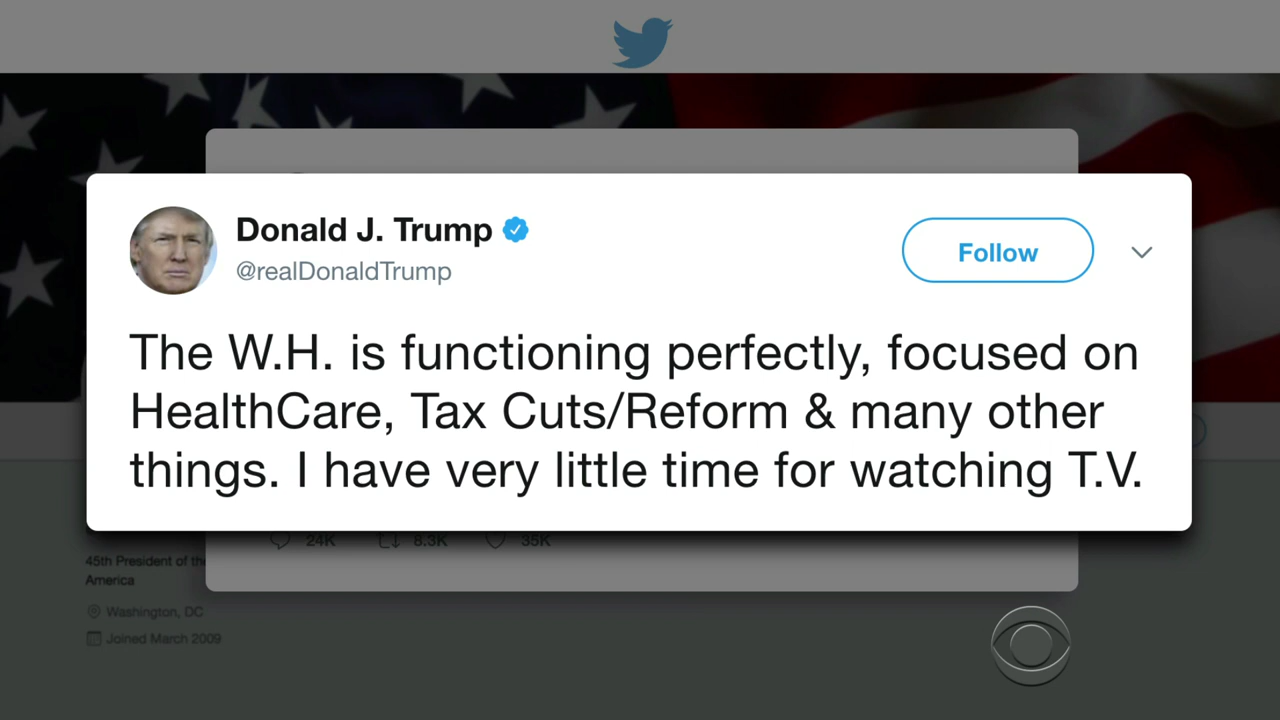 Donald J. Trump
@realDonaldTrump
Follow
The W.H. is functioning perfectly, focused on
HealthCare, Tax Cuts/Reform & many other
things. I have very little time for watching T.V.
24K 8.3K 35K
45th President of the
America
Washington, DC
Joined March 2009